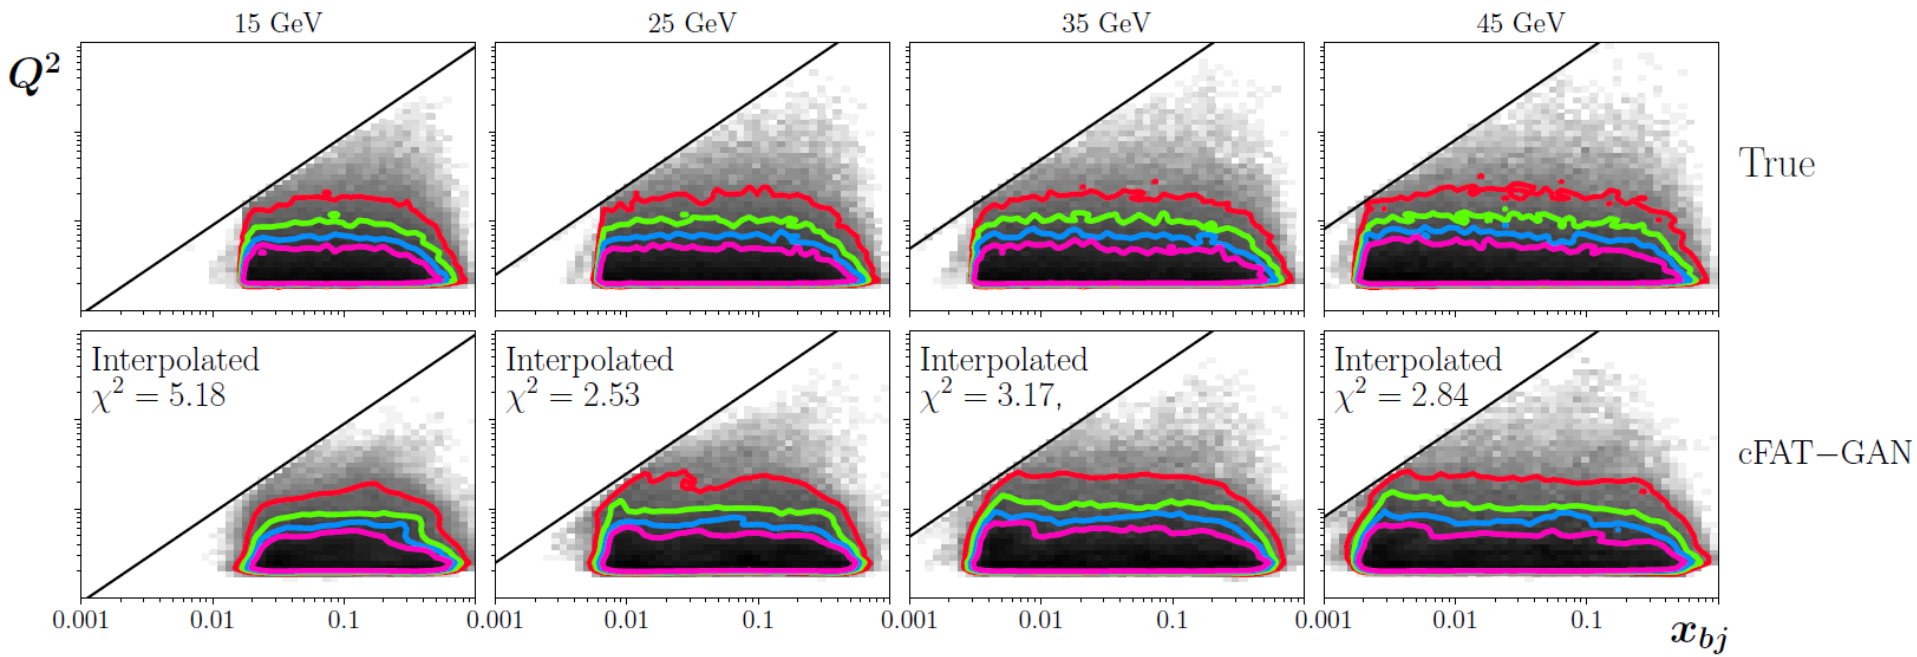 15 GeV 25 GeV 35 GeV 45 GeV
Q²
True
Interpolated Interpolated Interpolated Interpolated
χ² = 5.18 χ² = 2.53 χ² = 3.17, χ² = 2.84
cFAT−GAN
0.001 0.01 0.1 0.001 0.01 0.1 0.001 0.01 0.1 0.001 0.01 0.1
x_bj